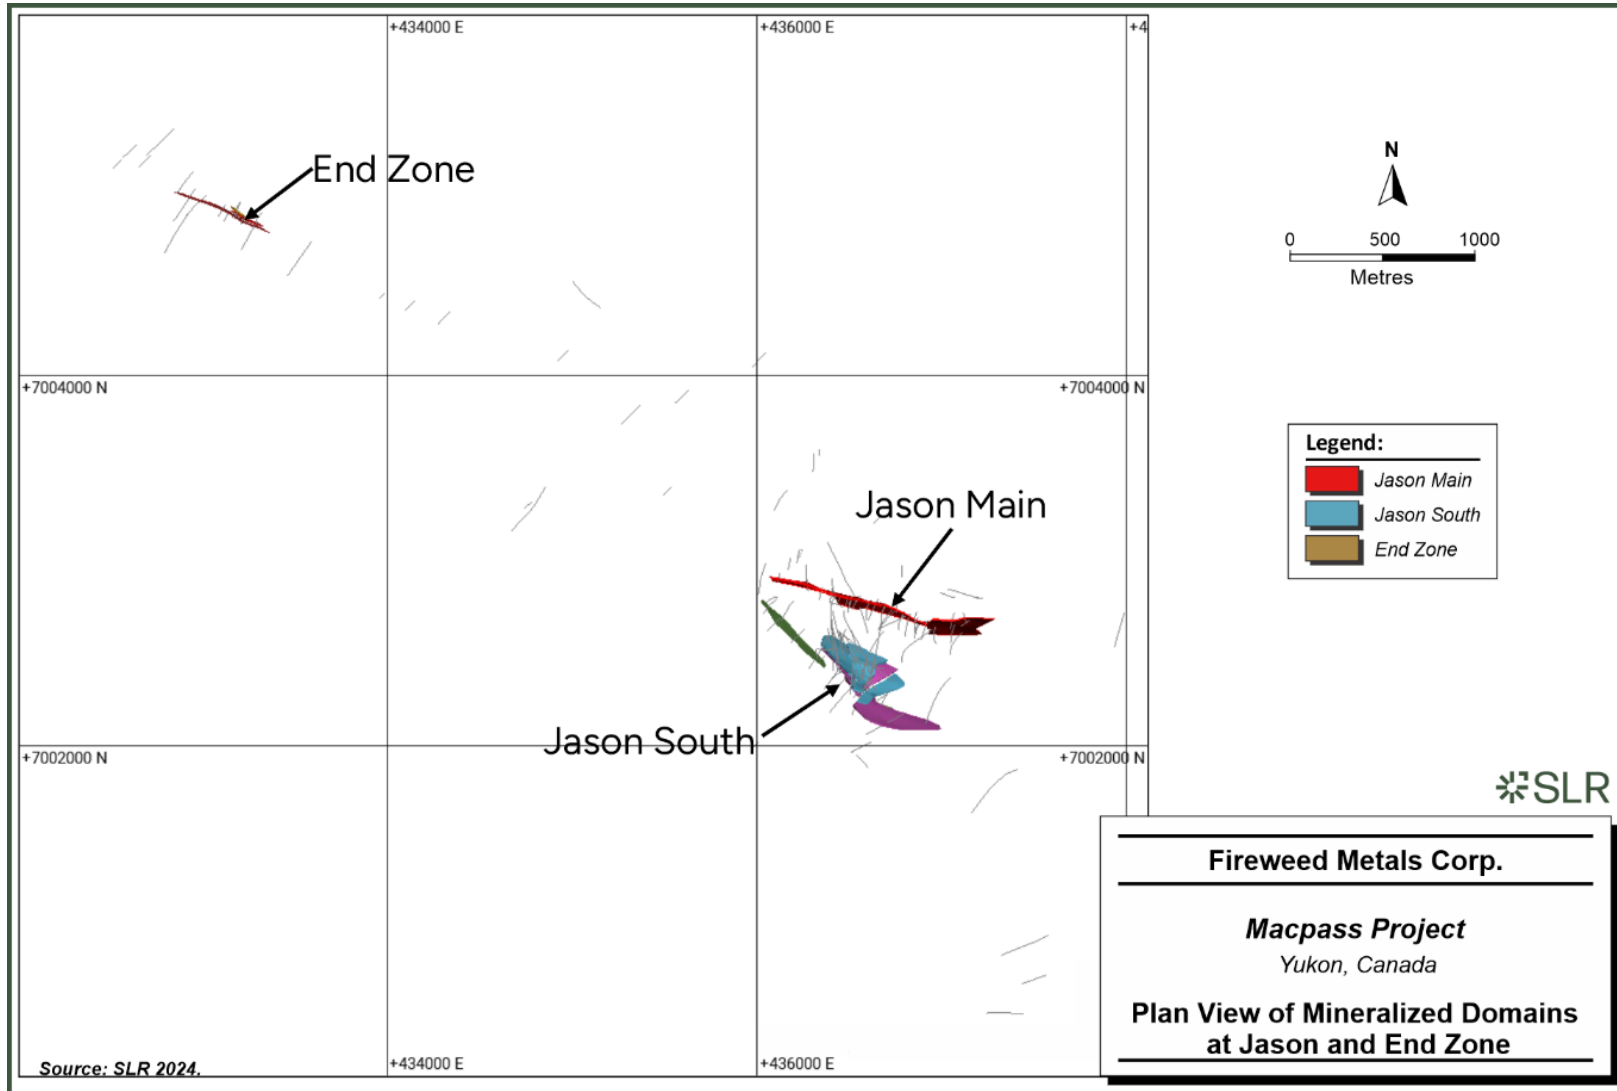 +434000 E
+436000 E
+4
End Zone
N
0 500 1000
Metres
+7004000 N
+7004000 N
Legend:
Jason Main
Jason South
End Zone
Jason Main
Jason South
+7002000 N
+7002000 N
SLR
Fireweed Metals Corp.
Macpass Project
Yukon, Canada
Plan View of Mineralized Domains
at Jason and End Zone
+434000 E
+436000 E
Source: SLR 2024.